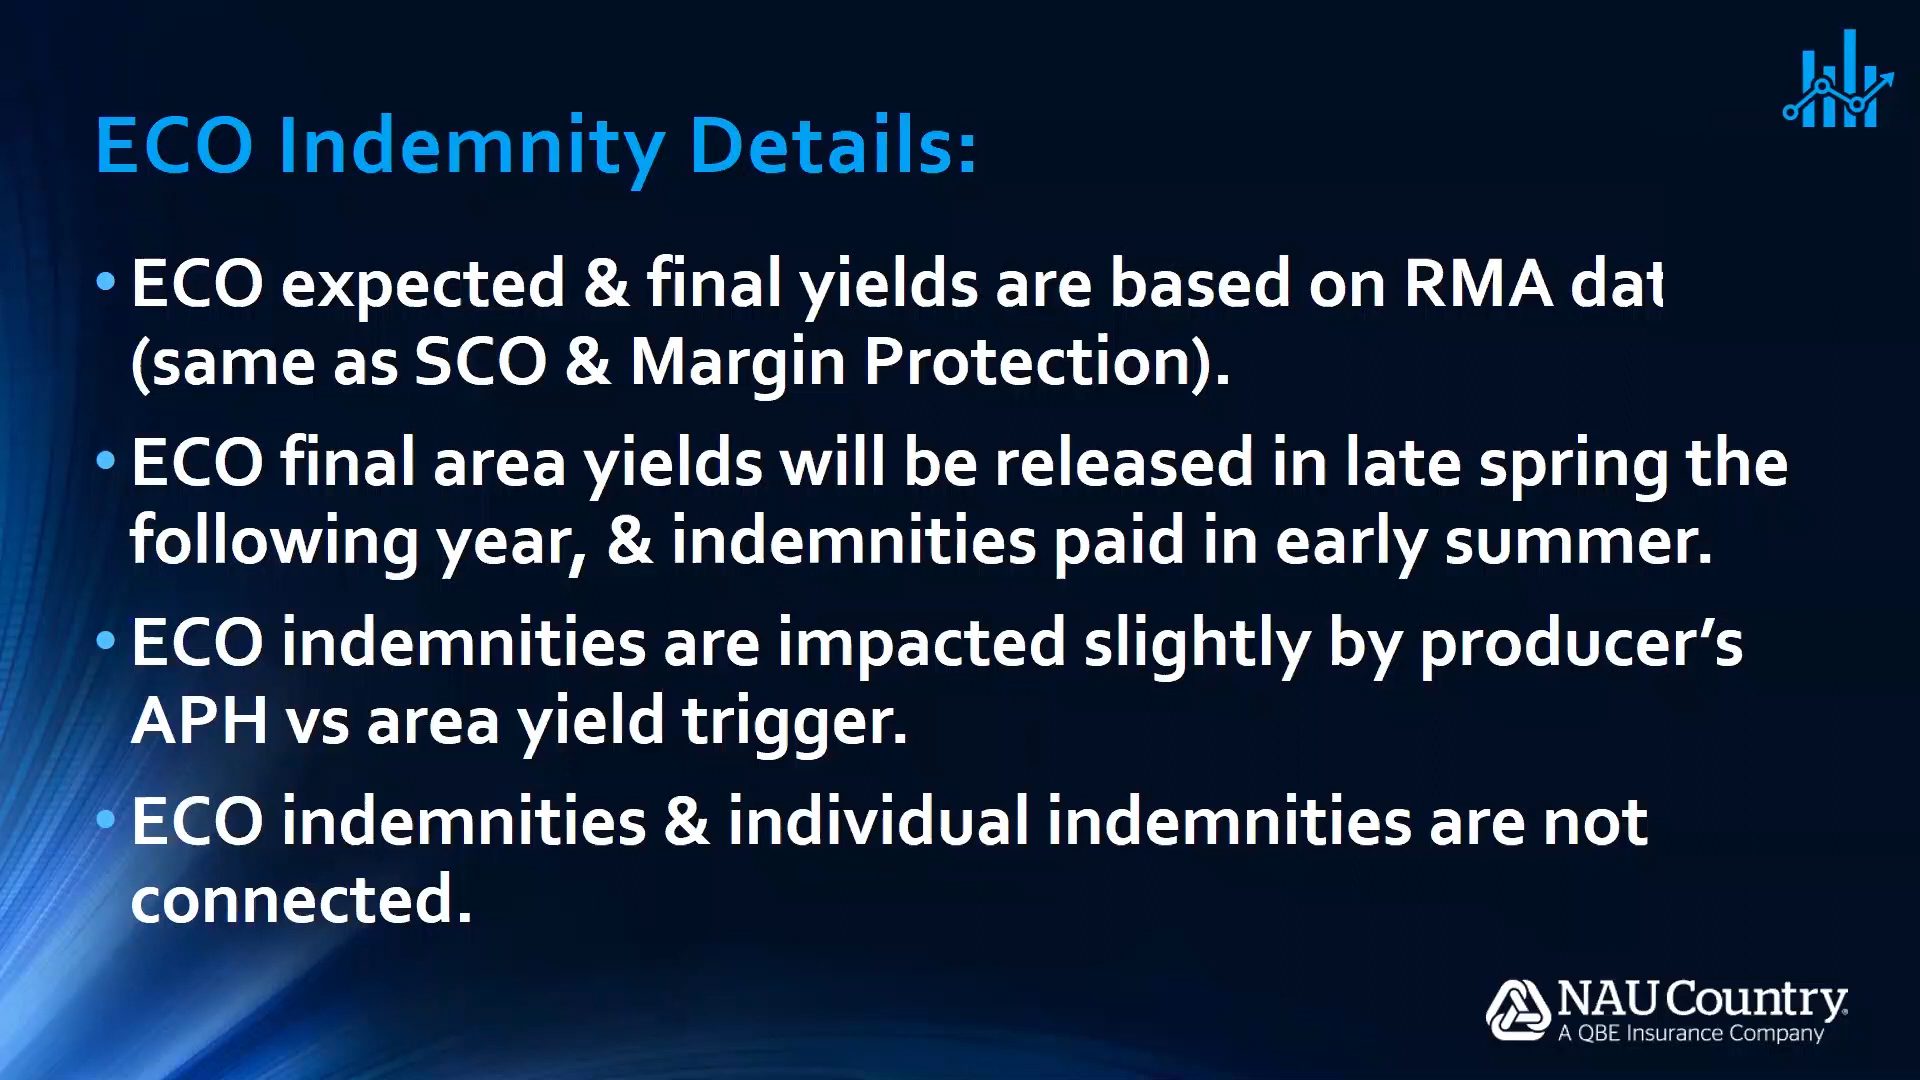 ECO Indemnity Details:
• ECO expected & final yields are based on RMA dat
(same as SCO & Margin Protection).
• ECO final area yields will be released in late spring the
following year, & indemnities paid in early summer.
• ECO indemnities are impacted slightly by producer’s
APH vs area yield trigger.
• ECO indemnities & individual indemnities are not
connected.
NAU Country®
A QBE Insurance Company